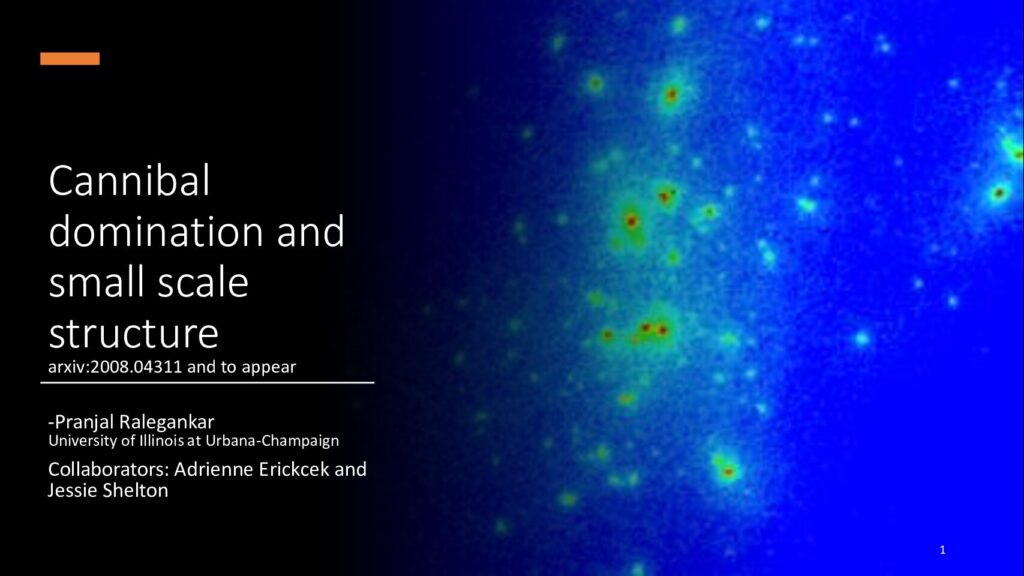 Cannibal
domination and
small scale
structure
arxiv:2008.04311 and to appear
-Pranjal Ralegankar
University of Illinois at Urbana-Champaign
Collaborators: Adrienne Erickcek and
Jessie Shelton
1